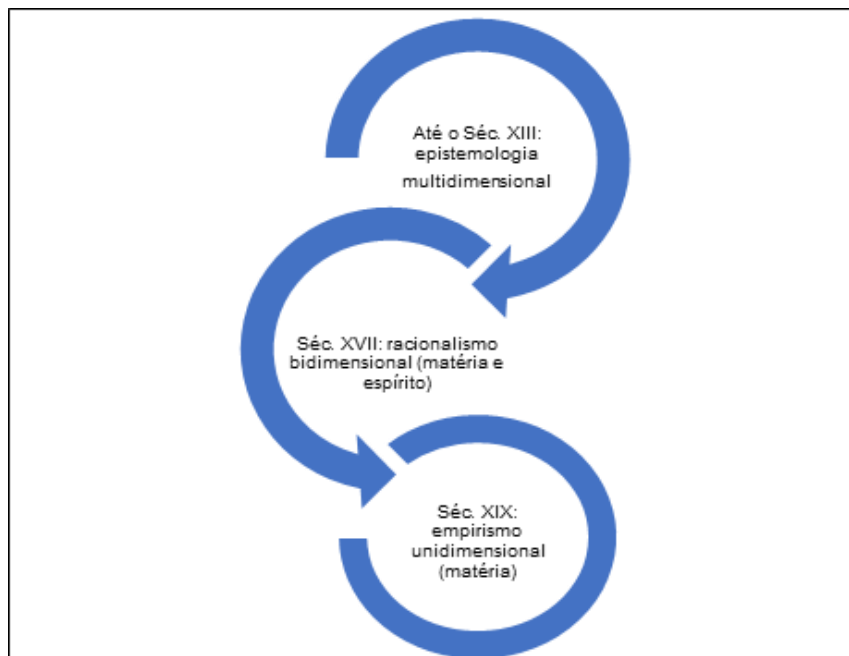 Até o Séc. XIII:
epistemologia
multidimensional
Séc. XVII: racionalismo
bidimensional (matéria e
espírito)
Séc. XIX:
empirismo
unidimensional
(matéria)